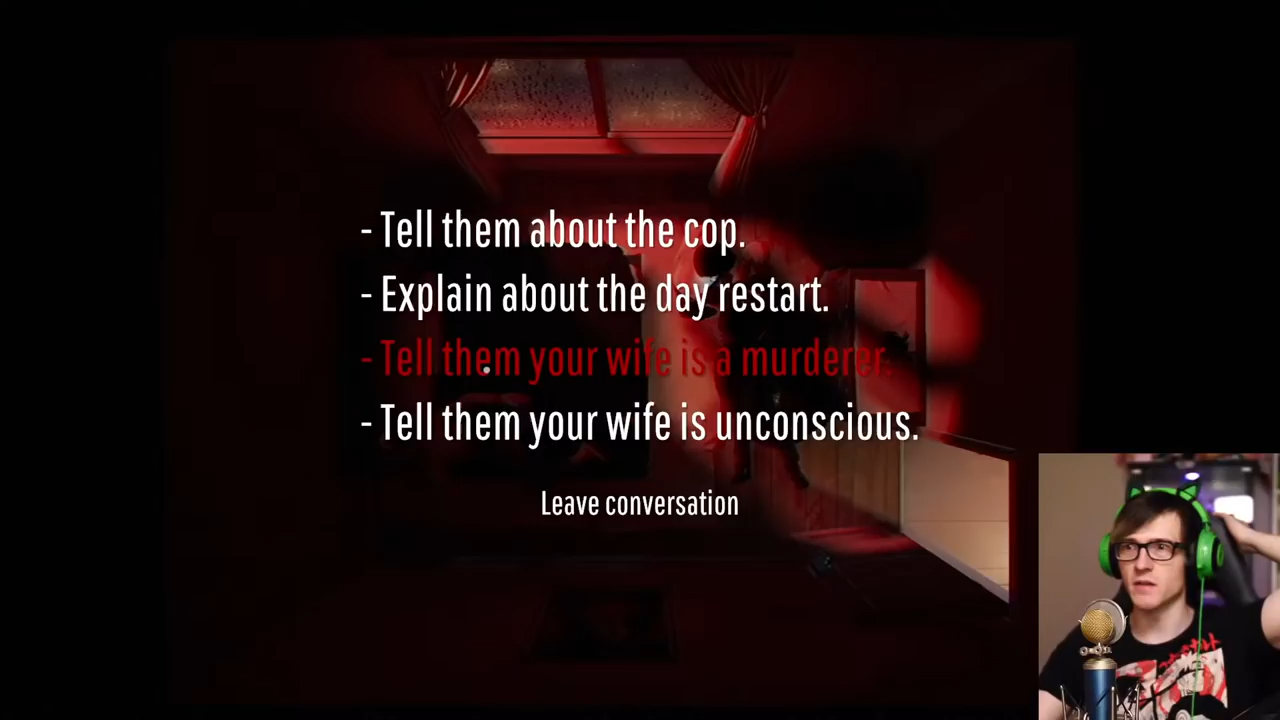 - Tell them about the cop.
- Explain about the day restart.
- Tell them your wife is a murderer.
- Tell them your wife is unconscious.
Leave conversation